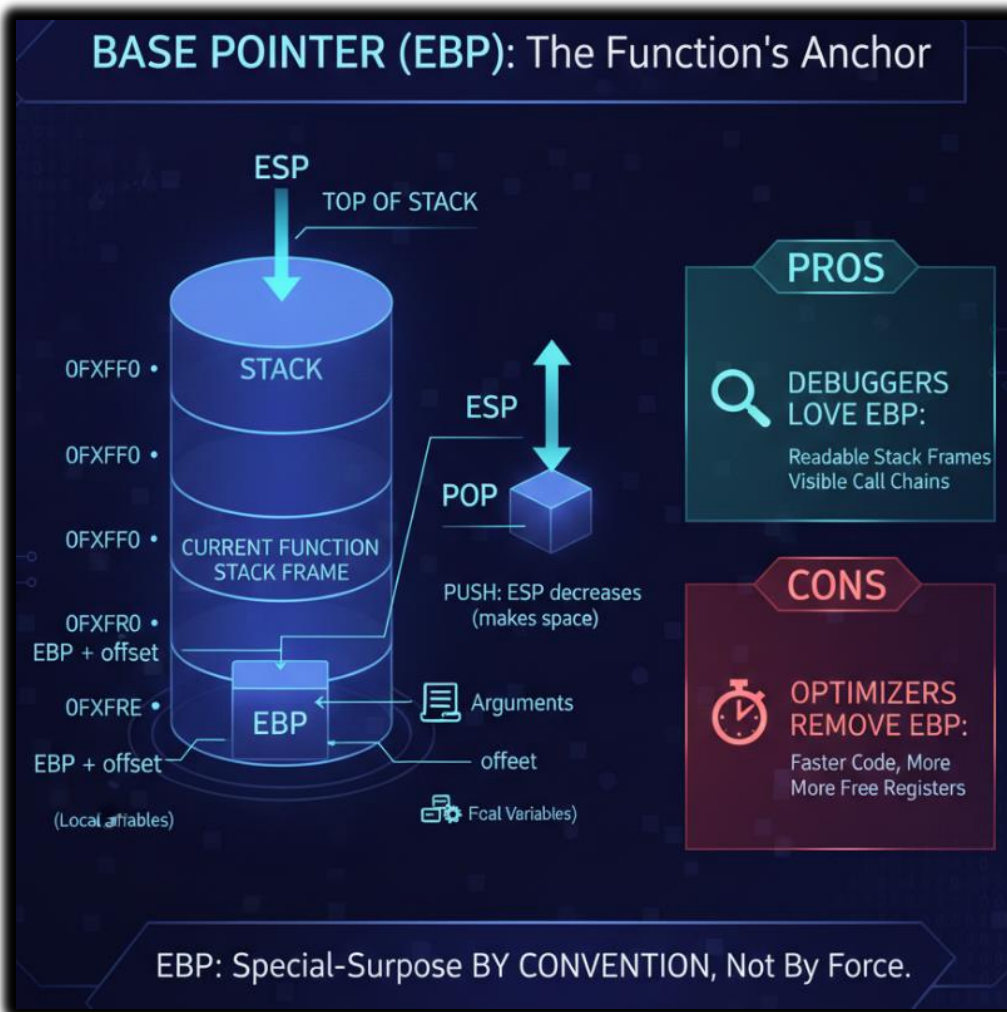 BASE POINTER (EBP): The Function's Anchor
ESP
TOP OF STACK
STACK
0FXFF0
0FXFF0
0FXFF0
CURRENT FUNCTION
STACK FRAME
0FXFR0
EBP + offset
0FXFRE
EBP
EBP + offset
(Local
ESP
POP
PUSH: ESP decreases
(makes space)
Arguments
offeet
Fcal Variables)
PROS
DEBUGGERS
LOVE EBP:
Readable Stack Frames
Visible Call Chains
CONS
OPTIMIZERS
REMOVE EBP:
Faster Code, More
More Free Registers
EBP: Special-Surpose BY CONVENTION, Not By Force.